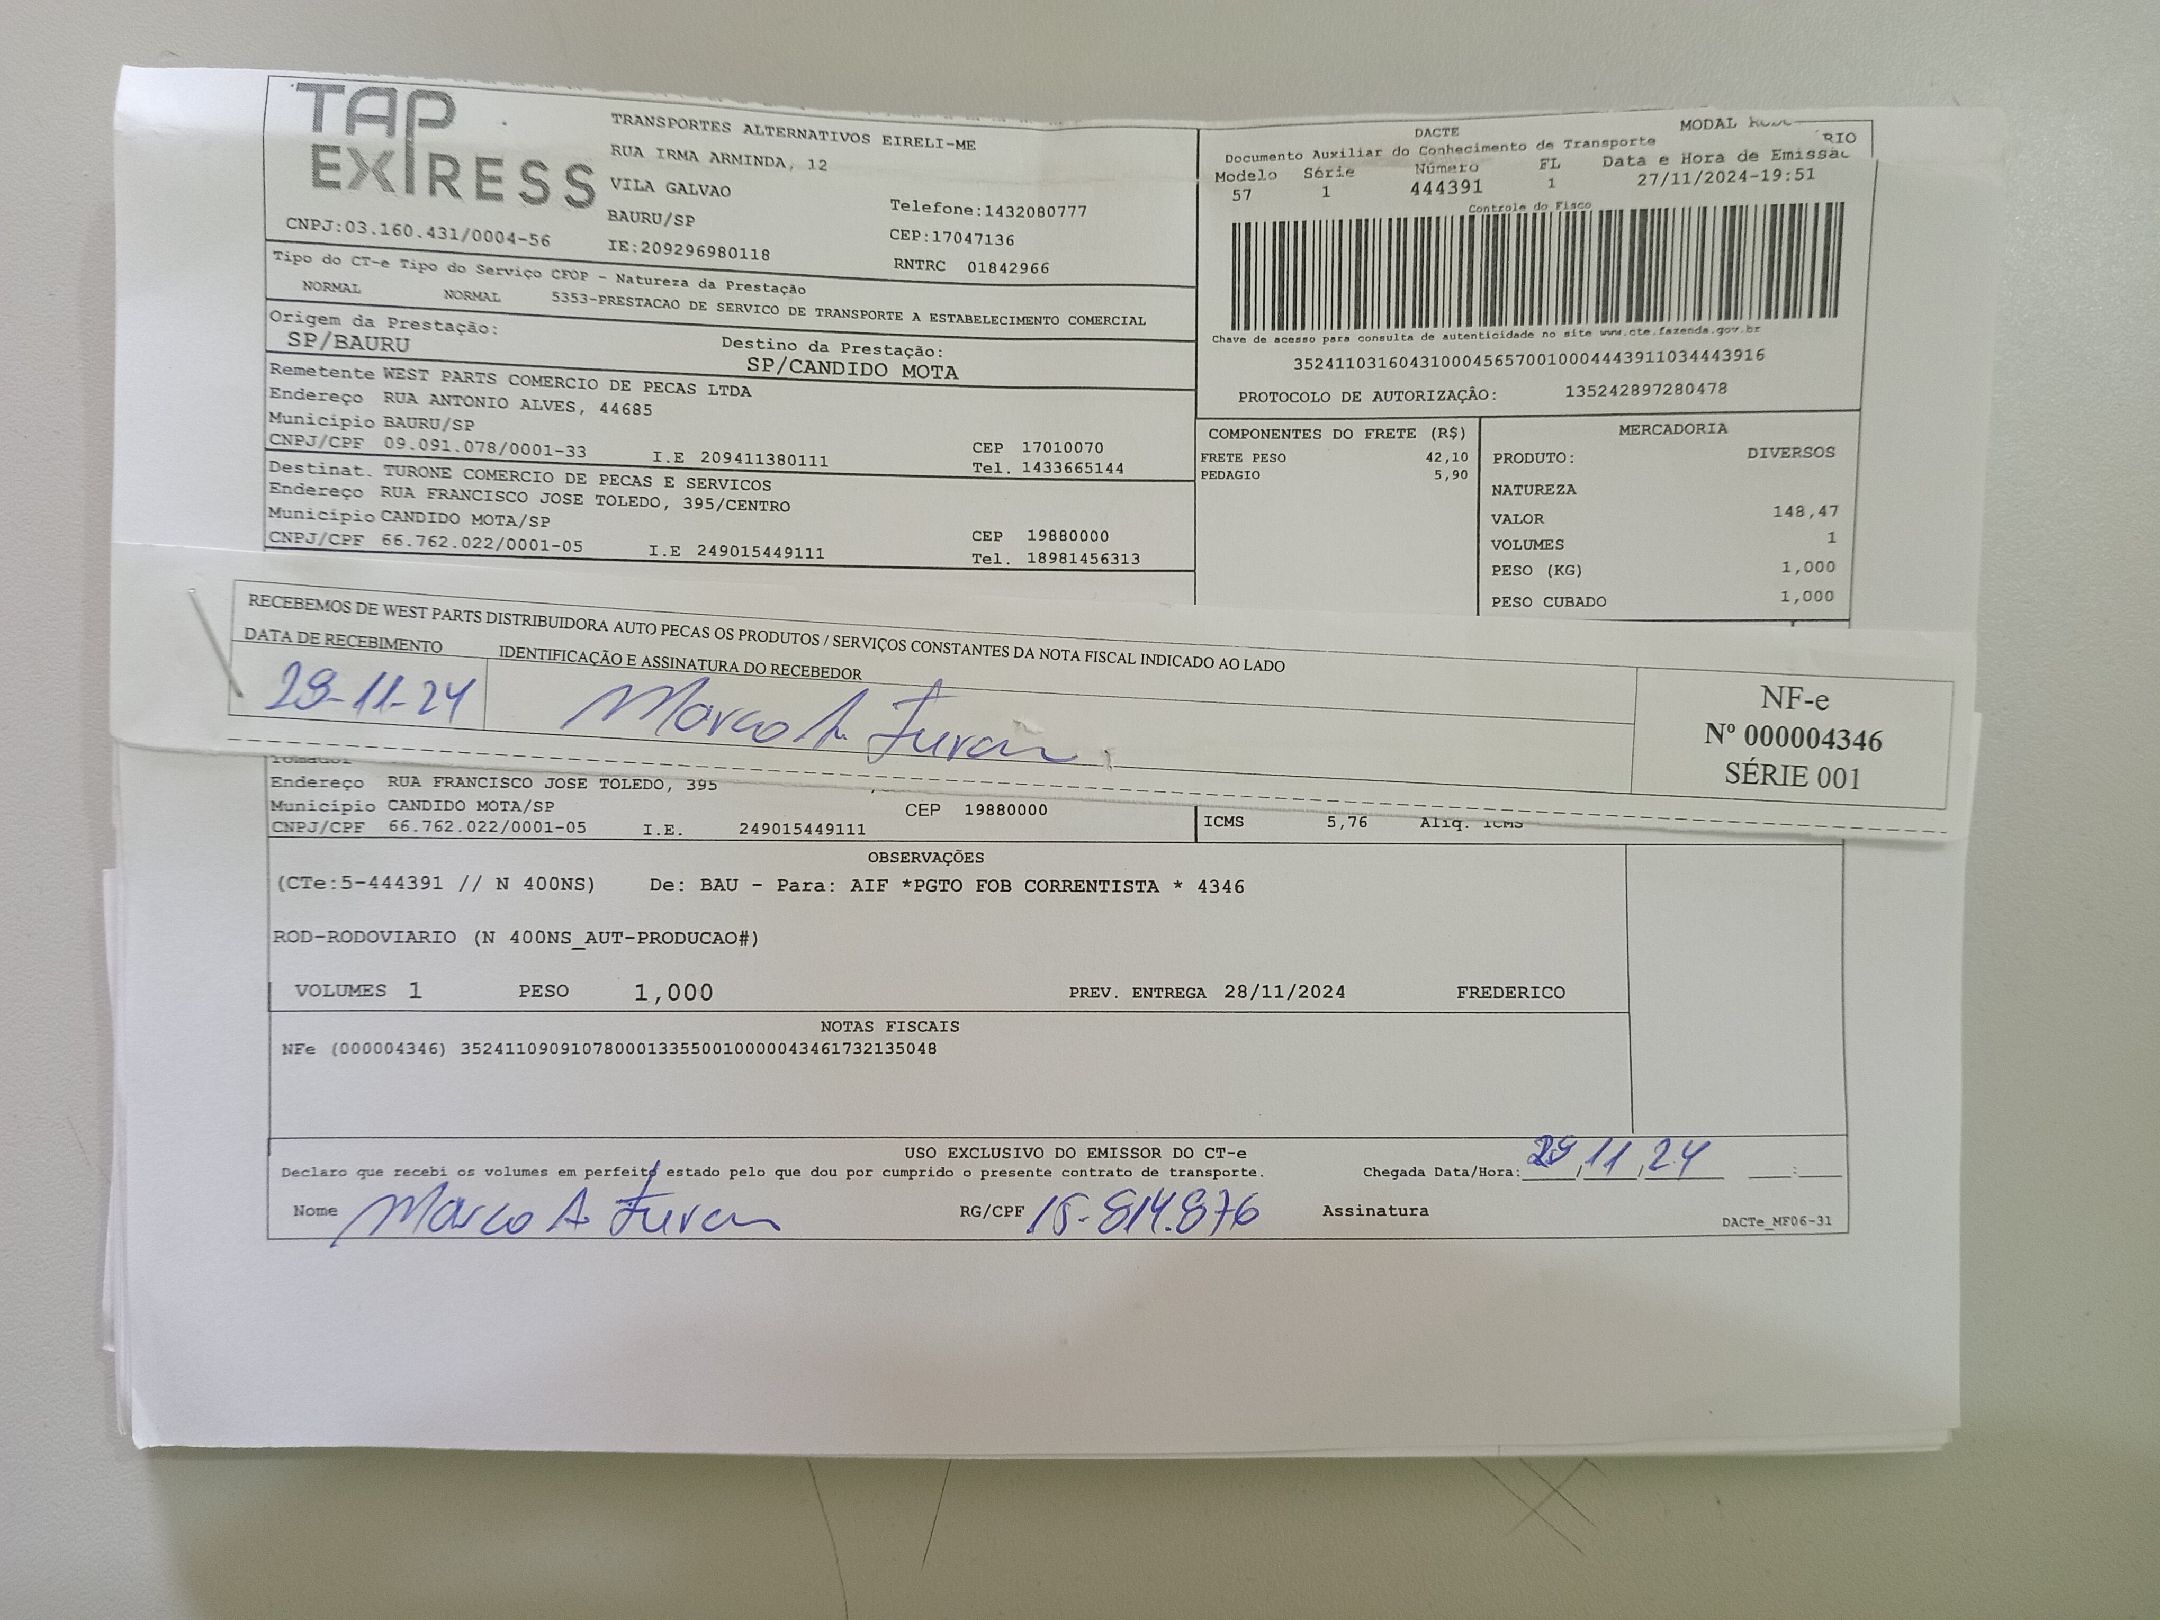 TAP
EXPRESS
TRANSPORTES ALTERNATIVOS EIRELI-ME
RUA IRMA ARMINDA, 12
VILA GALVAO
BAURU/SP Telefone:1432080777
CEP:17047136
CNPJ:03.160.431/0004-56 IE:209296980118 RNTRC 01842966
DACTE MODAL
RIO
Documento Auxiliar do Conhecimento de Transporte
Modelo Série Número FL Data e Hora de Emissão
57 1 444391 1 27/11/2024-19:51
Controle do Fisco
Chave de acesso para consulta de autenticidade no site www.cte.fazenda.gov.br
35241103160431000456570010004443911034443916
PROTOCOLO DE AUTORIZAÇÂO: 135242897280478
Tipo do CT-e Tipo do Serviço CFOP - Natureza da Prestação
NORMAL NORMAL 5353-PRESTACAO DE SERVICO DE TRANSPORTE A ESTABELECIMENTO COMERCIAL
Origem da Prestação: Destino da Prestação:
SP/BAURU SP/CANDIDO MOTA
Remetente WEST PARTS COMERCIO DE PECAS LTDA
Endereço RUA ANTONIO ALVES, 44685
Município BAURU/SP CEP 17010070
CNPJ/CPF 09.091.078/0001-33 I.E 209411380111 Tel. 1433665144
Destinat. TURONE COMERCIO DE PECAS E SERVICOS
Endereço RUA FRANCISCO JOSE TOLEDO, 395/CENTRO
Município CANDIDO MOTA/SP CEP 19880000
CNPJ/CPF 66.762.022/0001-05 I.E 249015449111 Tel. 18981456313
COMPONENTES DO FRETE (R$)
FRETE PESO 42,10
PEDAGIO 5,90
MERCADORIA
PRODUTO: DIVERSOS
NATUREZA
VALOR 148,47
VOLUMES 1
PESO (KG) 1,000
PESO CUBADO 1,000
RECEBEMOS DE WEST PARTS DISTRIBUIDORA AUTO PECAS OS PRODUTOS / SERVIÇOS CONSTANTES DA NOTA FISCAL INDICADO AO LADO
DATA DE RECEBIMENTO IDENTIFICAÇÃO E ASSINATURA DO RECEBEDOR
29-11-24 Marco A.
NF-e
Nº 000004346
SÉRIE 001
Tomador
Endereço RUA FRANCISCO JOSE TOLEDO, 395
Município CANDIDO MOTA/SP CEP 19880000
CNPJ/CPF 66.762.022/0001-05 I.E. 249015449111
ICMS 5,76 Aliq. ICMS
OBSERVAÇÕES
(CTe:5-444391 // N 400NS) De: BAU - Para: AIF *PGTO FOB CORRENTISTA * 4346
ROD-RODOVIARIO (N 400NS_AUT-PRODUCAO#)
VOLUMES 1 PESO 1,000 PREV. ENTREGA 28/11/2024 FREDERICO
NOTAS FISCAIS
NFe (000004346) 35241109091078000133550010000043461732135048
USO EXCLUSIVO DO EMISSOR DO CT-e
Declaro que recebi os volumes em perfeito estado pelo que dou por cumprido o presente contrato de transporte. Chegada Data/Hora: 29/11/24 :
Nome Marco A. RG/CPF 15.814.876 Assinatura
DACTe_MF06-31